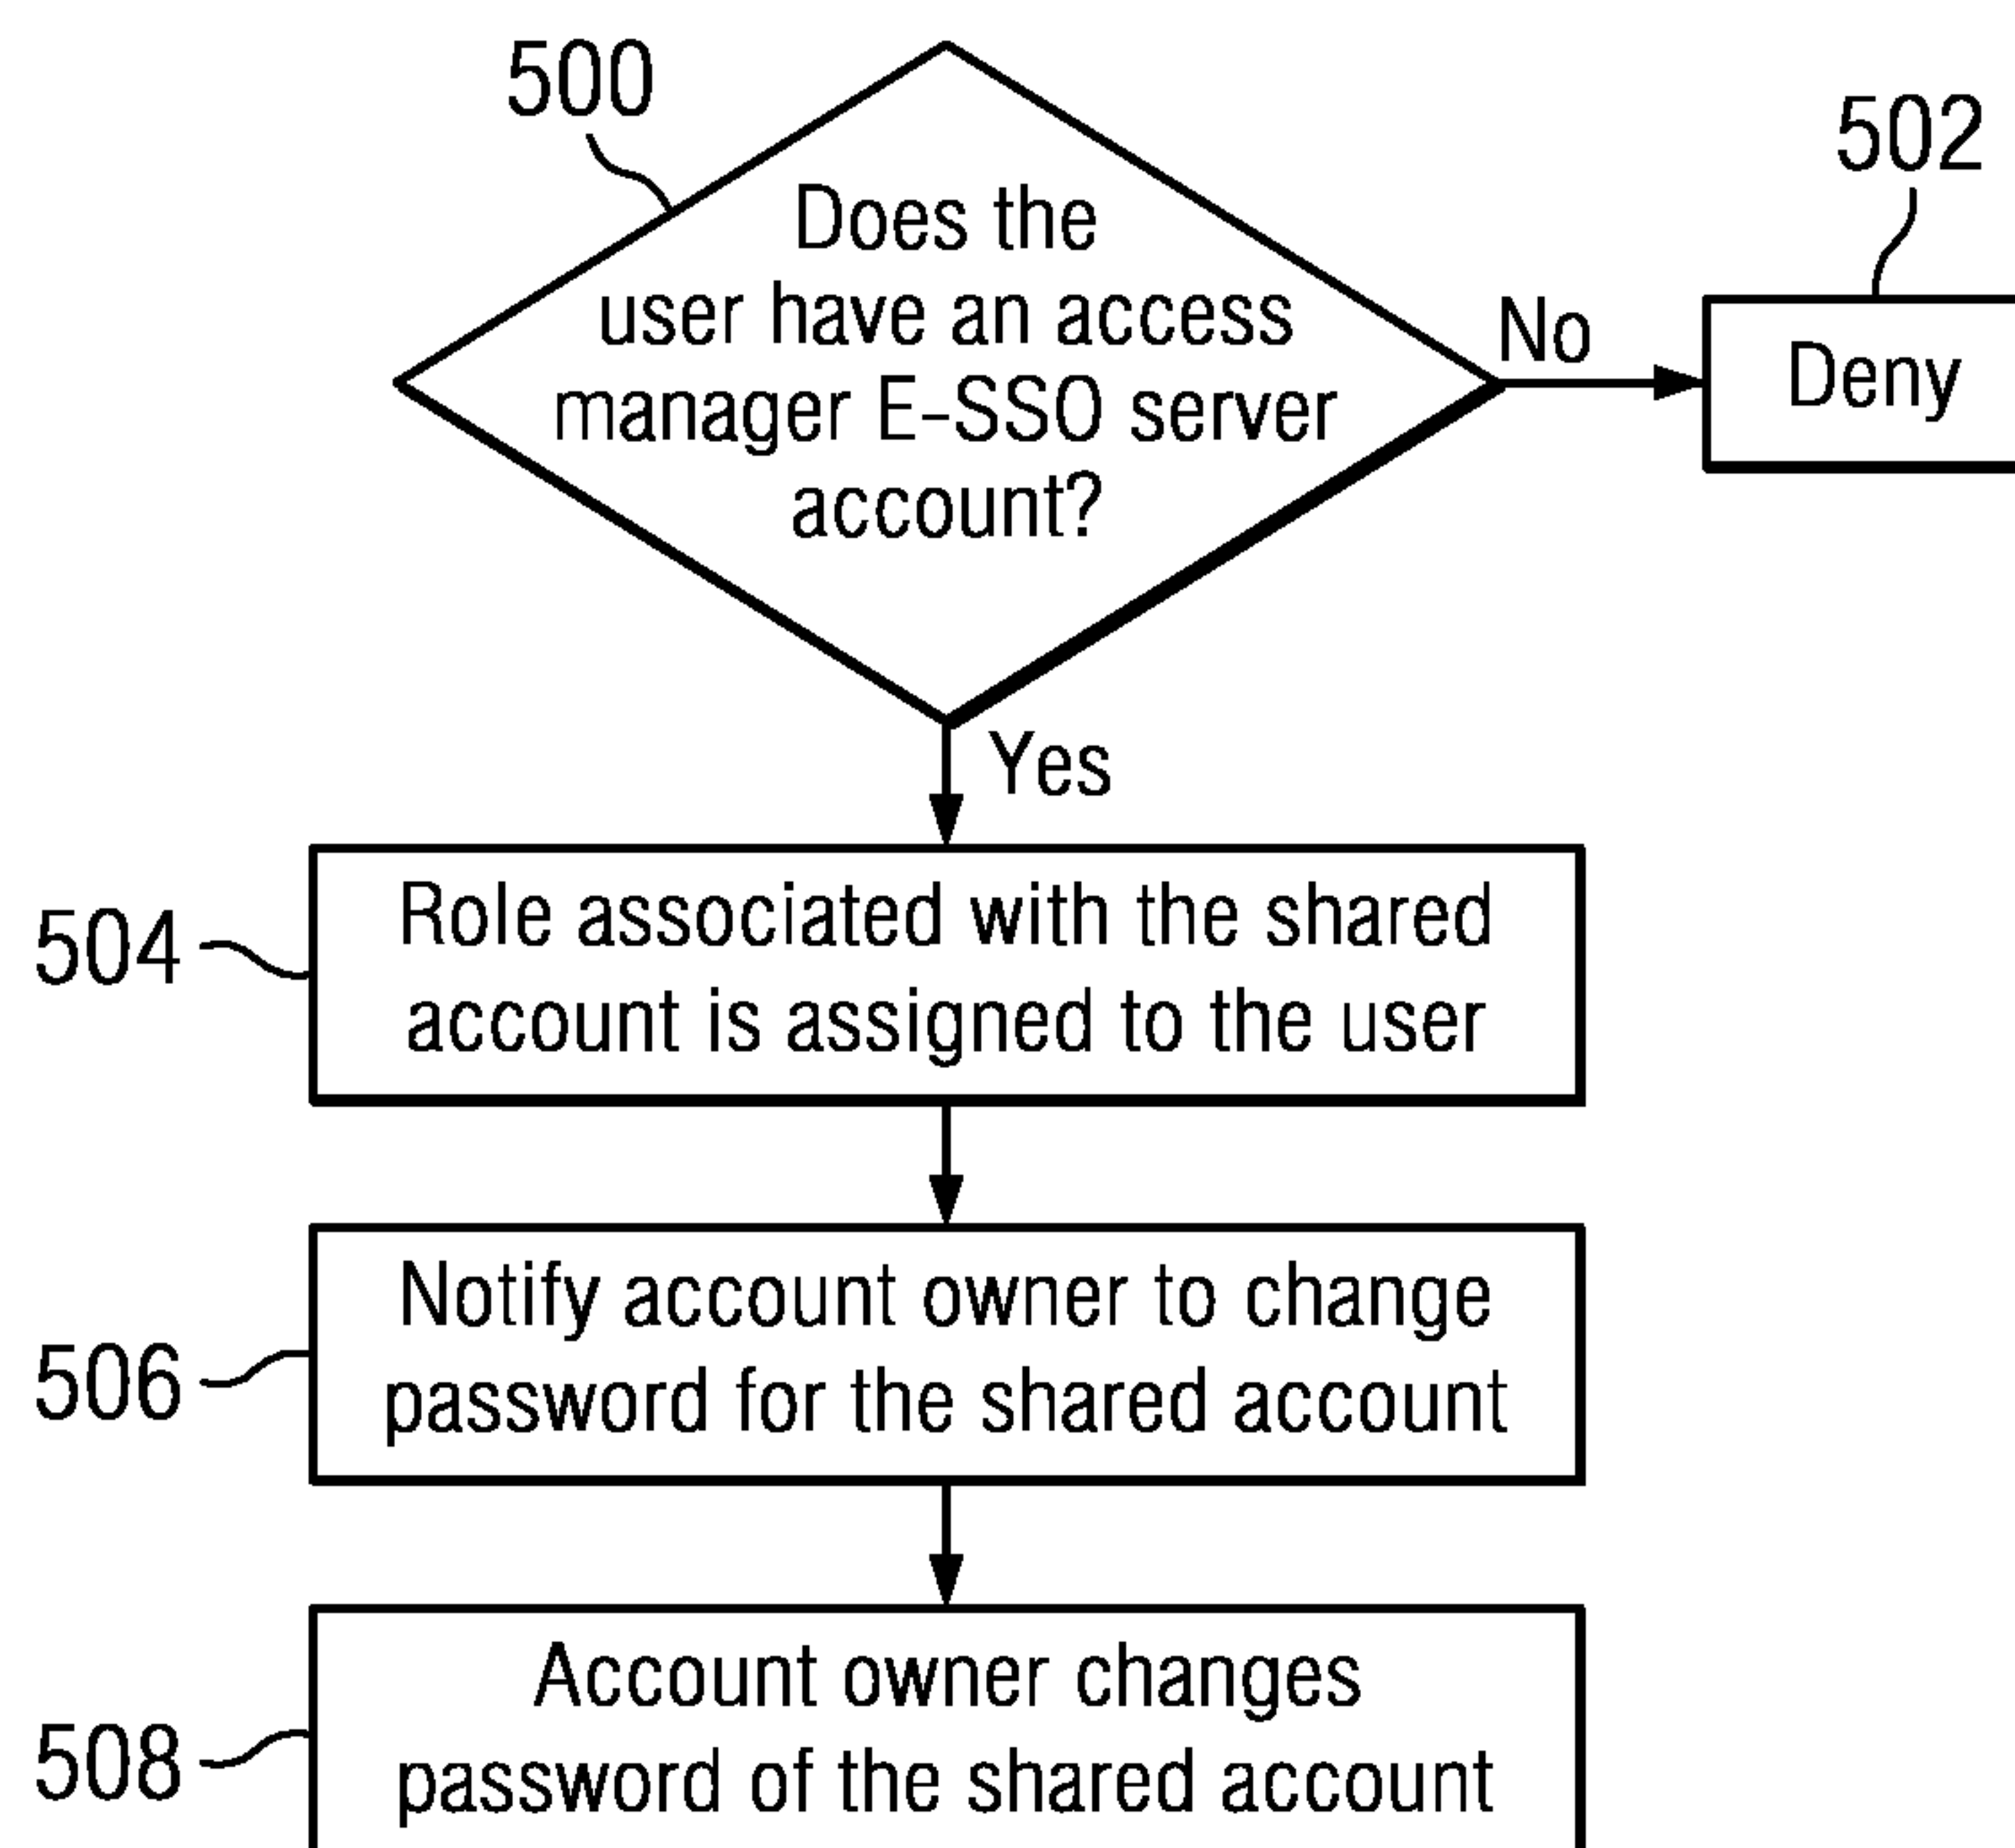 500
Does the
user have an access
manager E-SSO server
account?
No
502
Deny
Yes
504
Role associated with the shared
account is assigned to the user
506
Notify account owner to change
password for the shared account
508
Account owner changes
password of the shared account